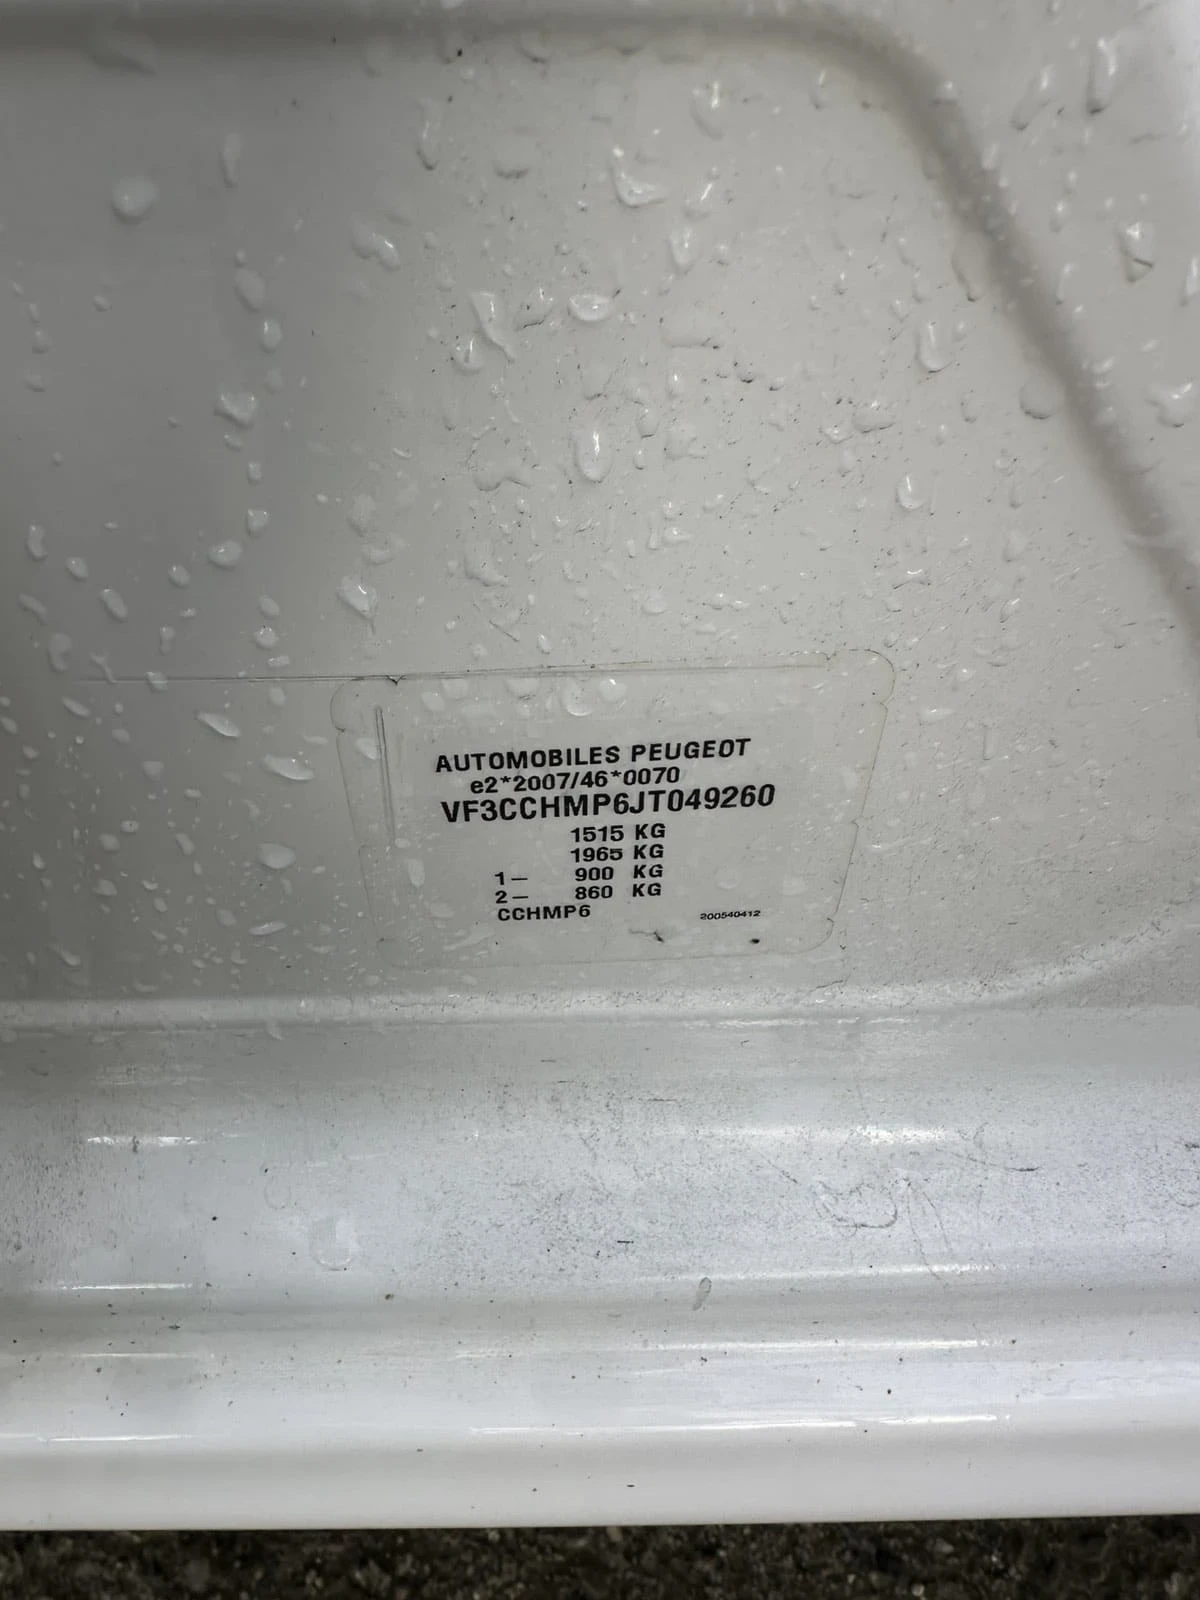 AUTOMOBILES PEUGEOT
e2*2007/46*0070
VF3CCHMP6JT049260
1515 KG
1965 KG
1- 900 KG
2- 860 KG
CCHMP6
200540412